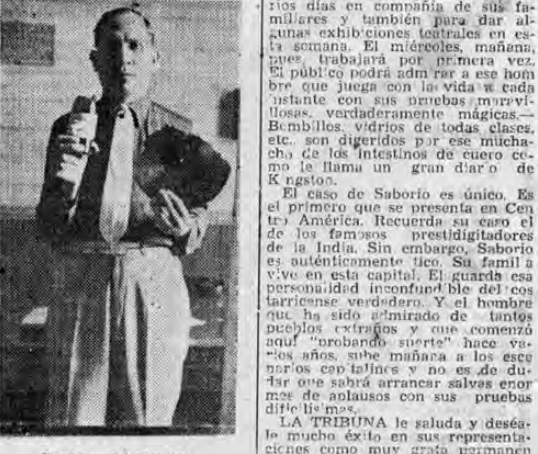 rios días en compañía de sus fa-
miliares y también para dar al-
gunas exhibiciones teatrales en es-
ta semana. El miércoles, mañana,
pues, trabajará por primera vez.
El público podrá admirar a ese hom
bre que juega con la vida a cada
instante con sus pruebas maravi-
llosas, verdaderamente mágicas.—
Bombillos, vidrios de todas clases,
etc., son digeridos por ese mucha-
cho de los intestinos de cuero co-
mo le llama un gran diario de
Kingston.
El caso de Saborío es único. Es
el primero que se presenta en Cen
tro América. Recuerda su caso el
de los famosos prestidigitadores
de la India. Sin embargo, Saborío
es auténticamente tico. Su familia
vive en esta capital. El guarda esa
personalidad inconfundible del cos
tarricense verdadero. Y el hombre
que ha sido admirado de tantos
pueblos extraños y que comenzó
aquí "probando suerte" hace va-
rios años, sube mañana a los esce
narios capitalinos y no es de du-
dar que sabrá arrancar salvas enor
mes de aplausos con sus pruebas
dificilísimas.
LA TRIBUNA le saluda y deséa-
le mucho éxito en sus representa-
ciones como muy grata permanen